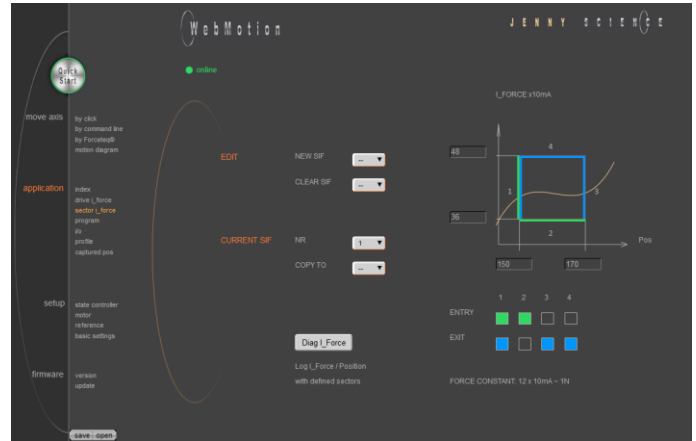 WebMotion
JENNY SCIENCE
Quick
Start
online
I_FORCE x10mA
move axis
by click
by command line
by Forceteq®
motion diagram
EDIT
NEW SIF
--
CLEAR SIF
--
48
4
1
3
36
2
Pos
150
170
application
index
drive i_force
sector i_force
program
i/o
profile
captured pos
CURRENT SIF
NR
1
COPY TO
--
1 2 3 4
ENTRY
EXIT
setup
state controller
motor
reference
basic settings
Diag I_Force
Log I_Force / Position
with defined sectors
FORCE CONSTANT: 12 x 10mA ~ 1N
firmware
version
update
save open